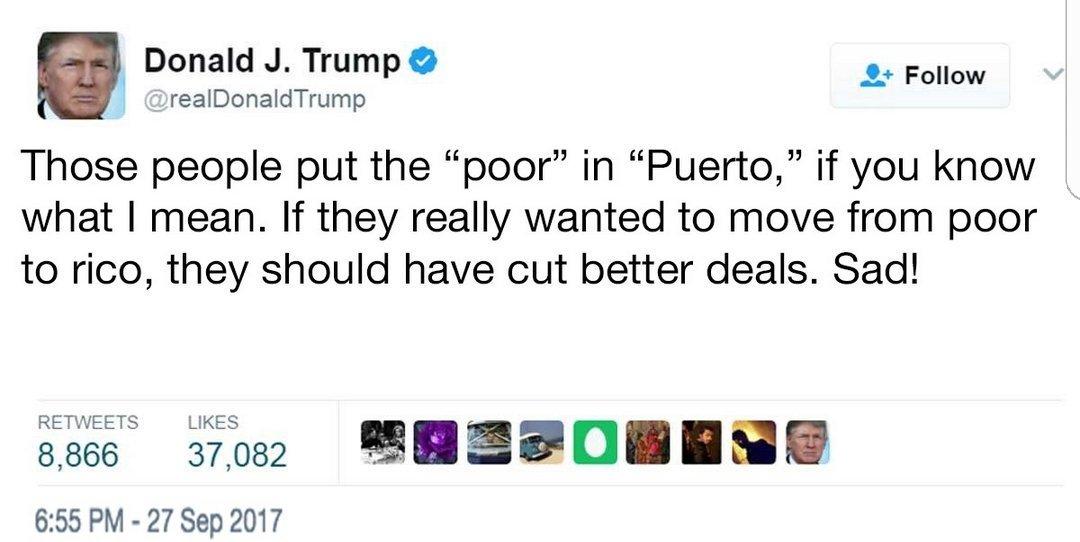 Donald J. Trump
@realDonaldTrump
Follow
Those people put the “poor” in “Puerto,” if you know
what I mean. If they really wanted to move from poor
to rico, they should have cut better deals. Sad!
RETWEETS LIKES
8,866 37,082
6:55 PM - 27 Sep 2017